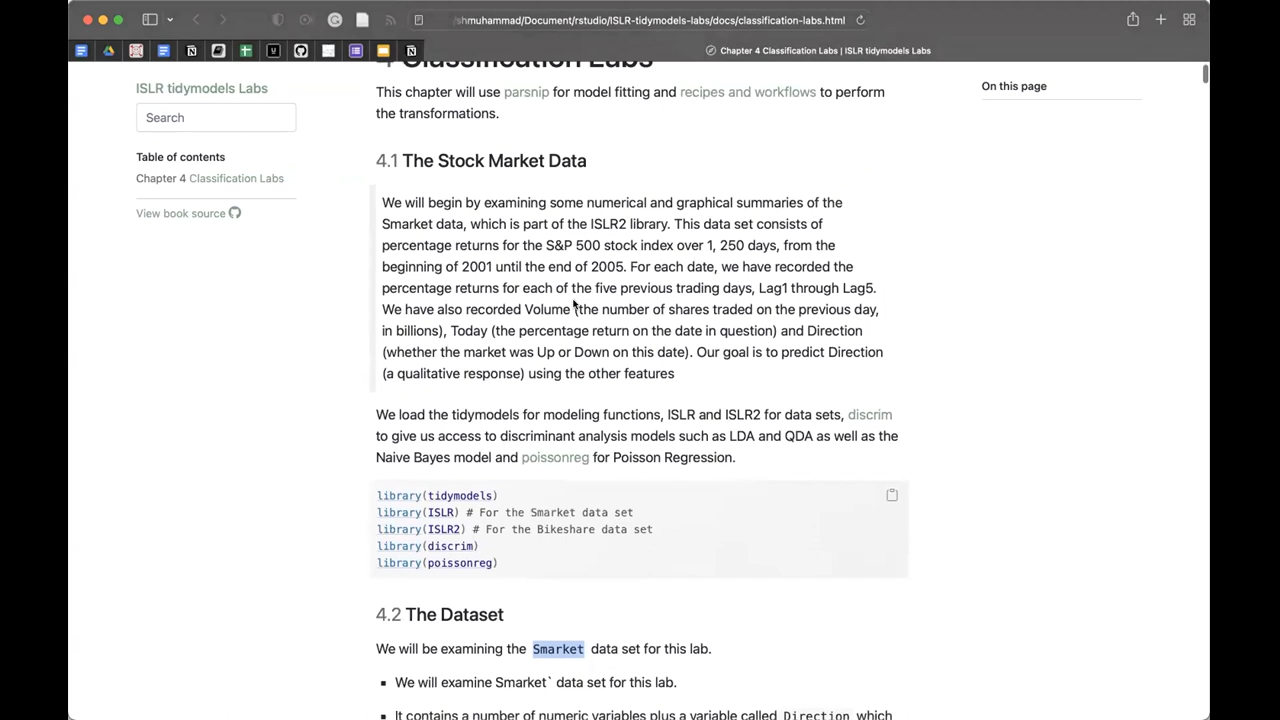 /shmuhammad/Document/rstudio/ISLR-tidymodels-labs/docs/classification-labs.html
Chapter 4 Classification Labs | ISLR tidymodels Labs
ISLR tidymodels Labs
Search
Table of contents
Chapter 4 Classification Labs
View book source
4 Classification Labs
This chapter will use parsnip for model fitting and recipes and workflows to perform
the transformations.
4.1 The Stock Market Data
We will begin by examining some numerical and graphical summaries of the
Smarket data, which is part of the ISLR2 library. This data set consists of
percentage returns for the S&P 500 stock index over 1, 250 days, from the
beginning of 2001 until the end of 2005. For each date, we have recorded the
percentage returns for each of the five previous trading days, Lag1 through Lag5.
We have also recorded Volume (the number of shares traded on the previous day,
in billions), Today (the percentage return on the date in question) and Direction
(whether the market was Up or Down on this date). Our goal is to predict Direction
(a qualitative response) using the other features
We load the tidymodels for modeling functions, ISLR and ISLR2 for data sets, discrim
to give us access to discriminant analysis models such as LDA and QDA as well as the
Naive Bayes model and poissonreg for Poisson Regression.
library(tidymodels)
library(ISLR) # For the Smarket data set
library(ISLR2) # For the Bikeshare data set
library(discrim)
library(poissonreg)
4.2 The Dataset
We will be examining the Smarket data set for this lab.
We will examine Smarket` data set for this lab.
It contains a number of numeric variables plus a variable called Direction which
On this page